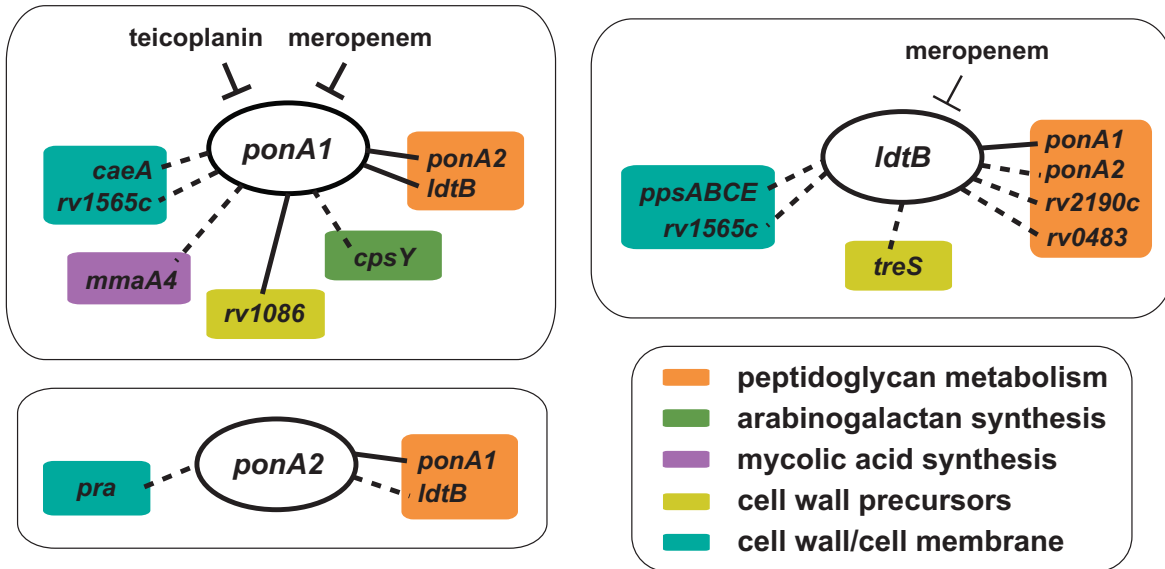 teicoplanin meropenem
ponA1
caeA
rv1565c
ponA2
ldtB
mmaA4
cpsY
rv1086
meropenem
ldtB
ppsABCE
rv1565c
ponA1
ponA2
rv2190c
rv0483
treS
pra
ponA2
ponA1
ldtB
peptidoglycan metabolism
arabinogalactan synthesis
mycolic acid synthesis
cell wall precursors
cell wall/cell membrane